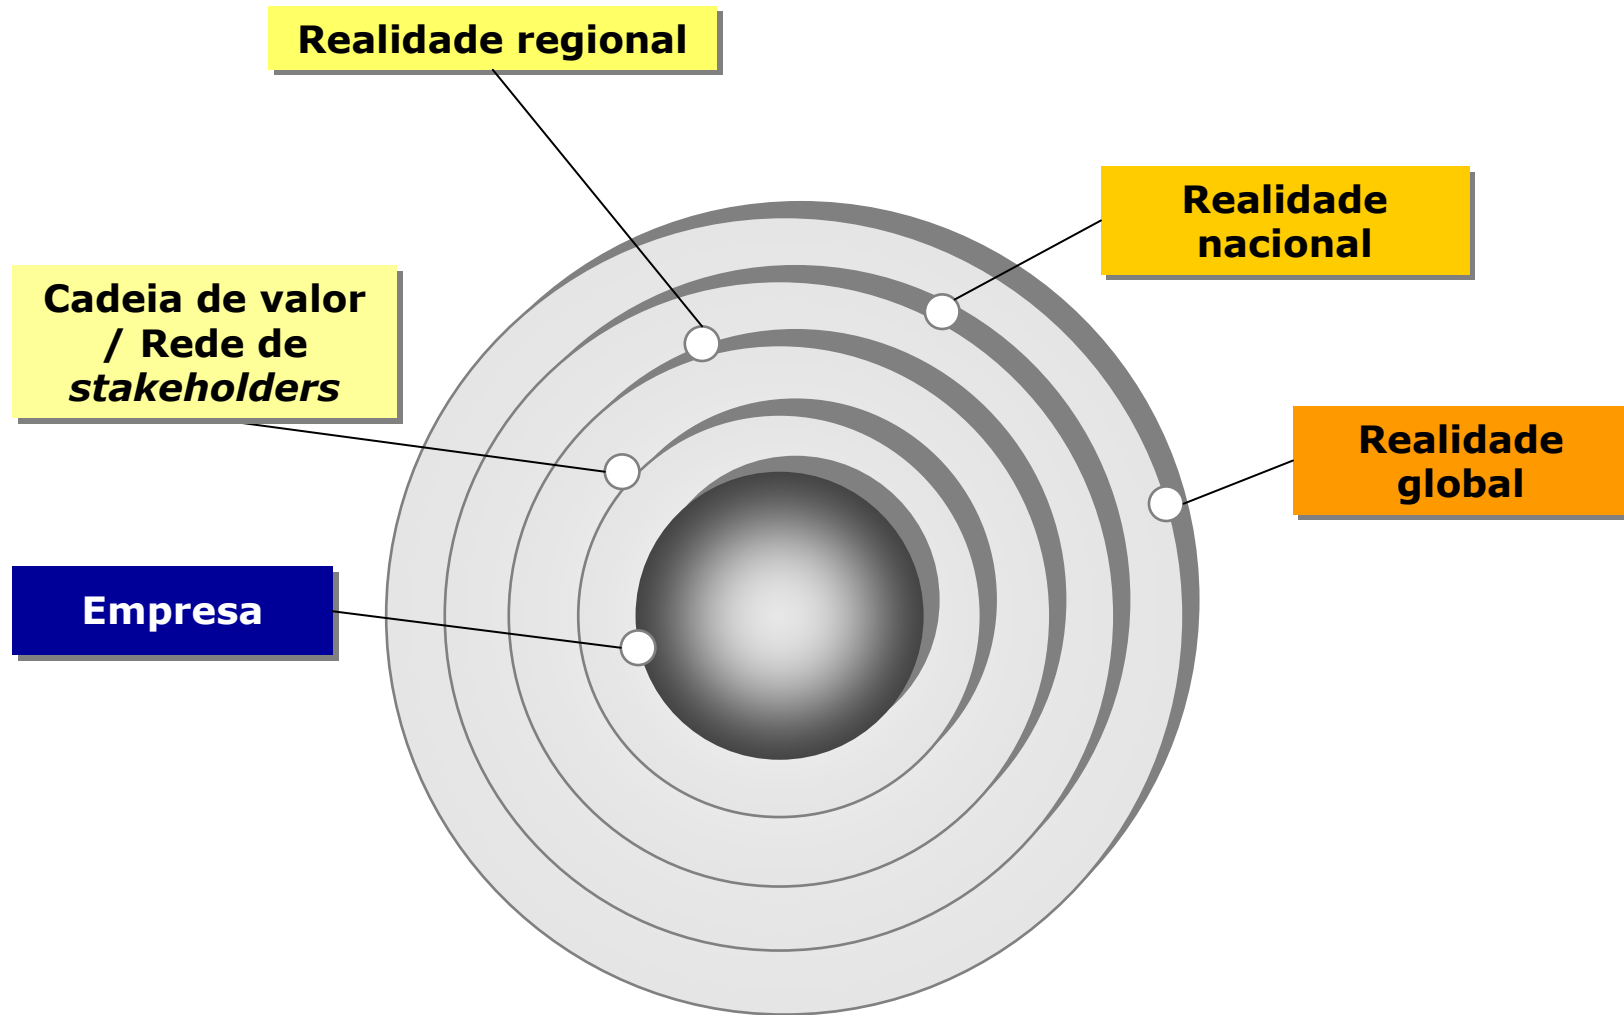 Realidade regional
Realidade
nacional
Cadeia de valor
/ Rede de
stakeholders
Realidade
global
Empresa